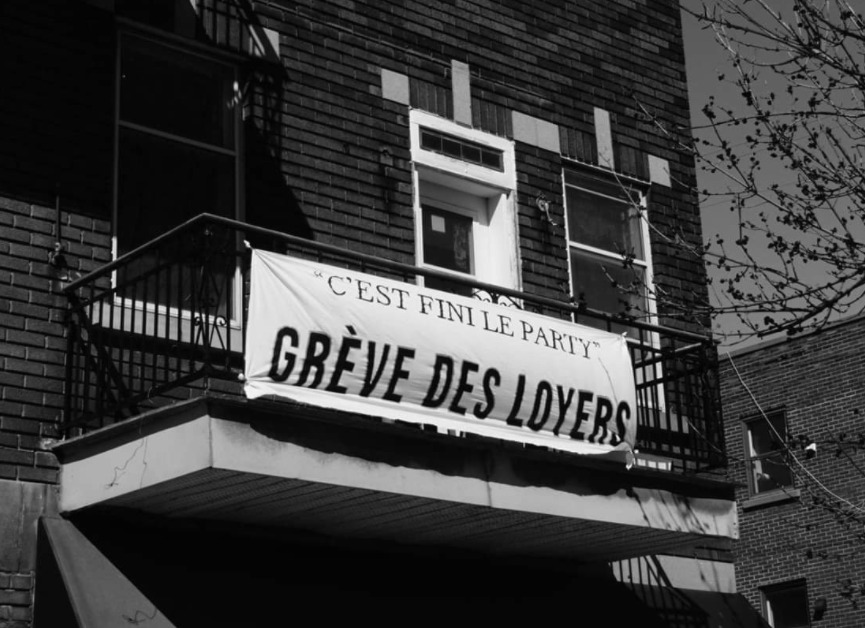 “C’EST FINI LE PARTY”
GRÈVE DES LOYERS